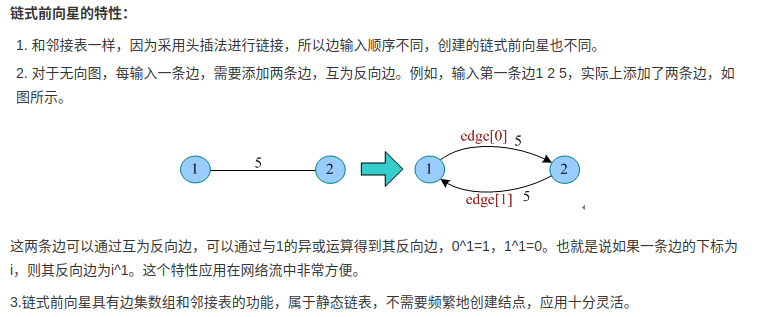 链式前向星的特性：
1. 和邻接表一样，因为采用头插法进行链接，所以边输入顺序不同，创建的链式前向星也不同。
2. 对于无向图，每输入一条边，需要添加两条边，互为反向边。例如，输入第一条边1 2 5，实际上添加了两条边，如
图所示。
edge[0] 5
1 5 2 1 2
edge[1] 5
这两条边可以通过互为反向边，可以通过与1的异或运算得到其反向边，0^1=1，1^1=0。也就是说如果一条边的下标为
i，则其反向边为i^1。这个特性应用在网络流中非常方便。
3.链式前向星具有边集数组和邻接表的功能，属于静态链表，不需要频繁地创建结点，应用十分灵活。